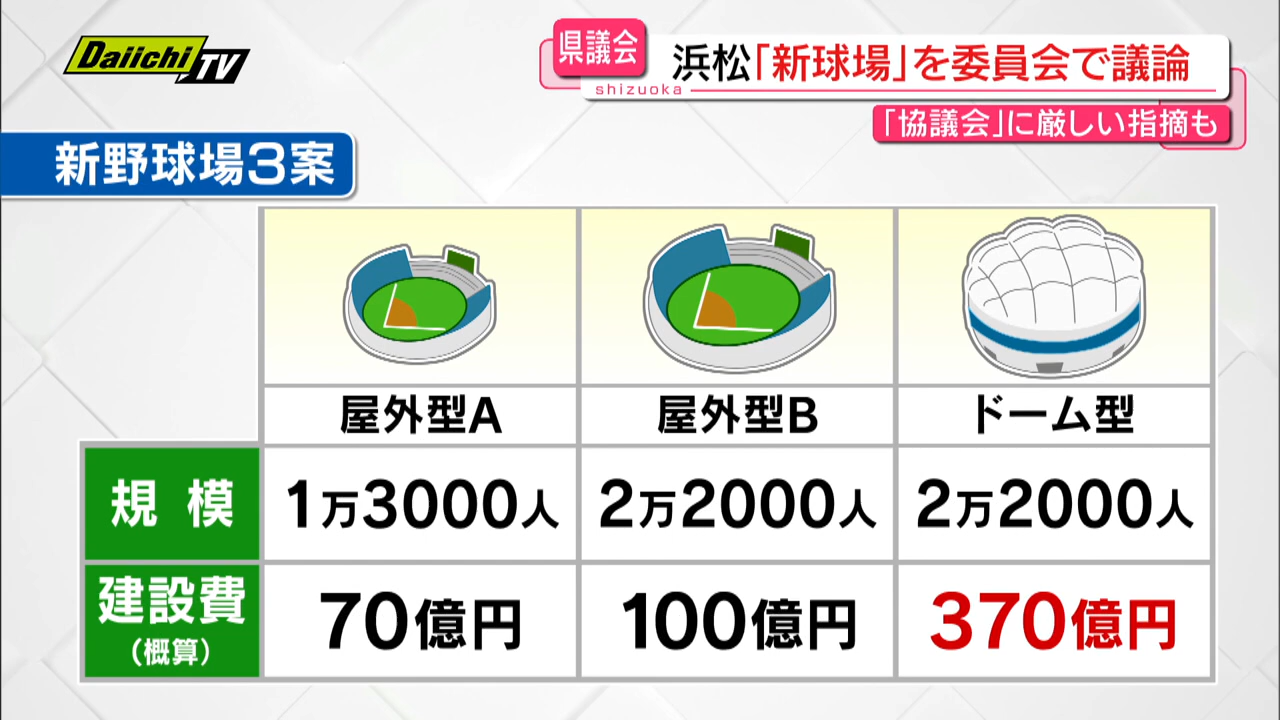 Daiichi TV
県議会
浜松「新球場」を委員会で議論
shizuoka
「協議会」に厳しい指摘も
新野球場3案
屋外型A 屋外型B ドーム型
規模 1万3000人 2万2000人 2万2000人
建設費 70億円 100億円 370億円
(概算)